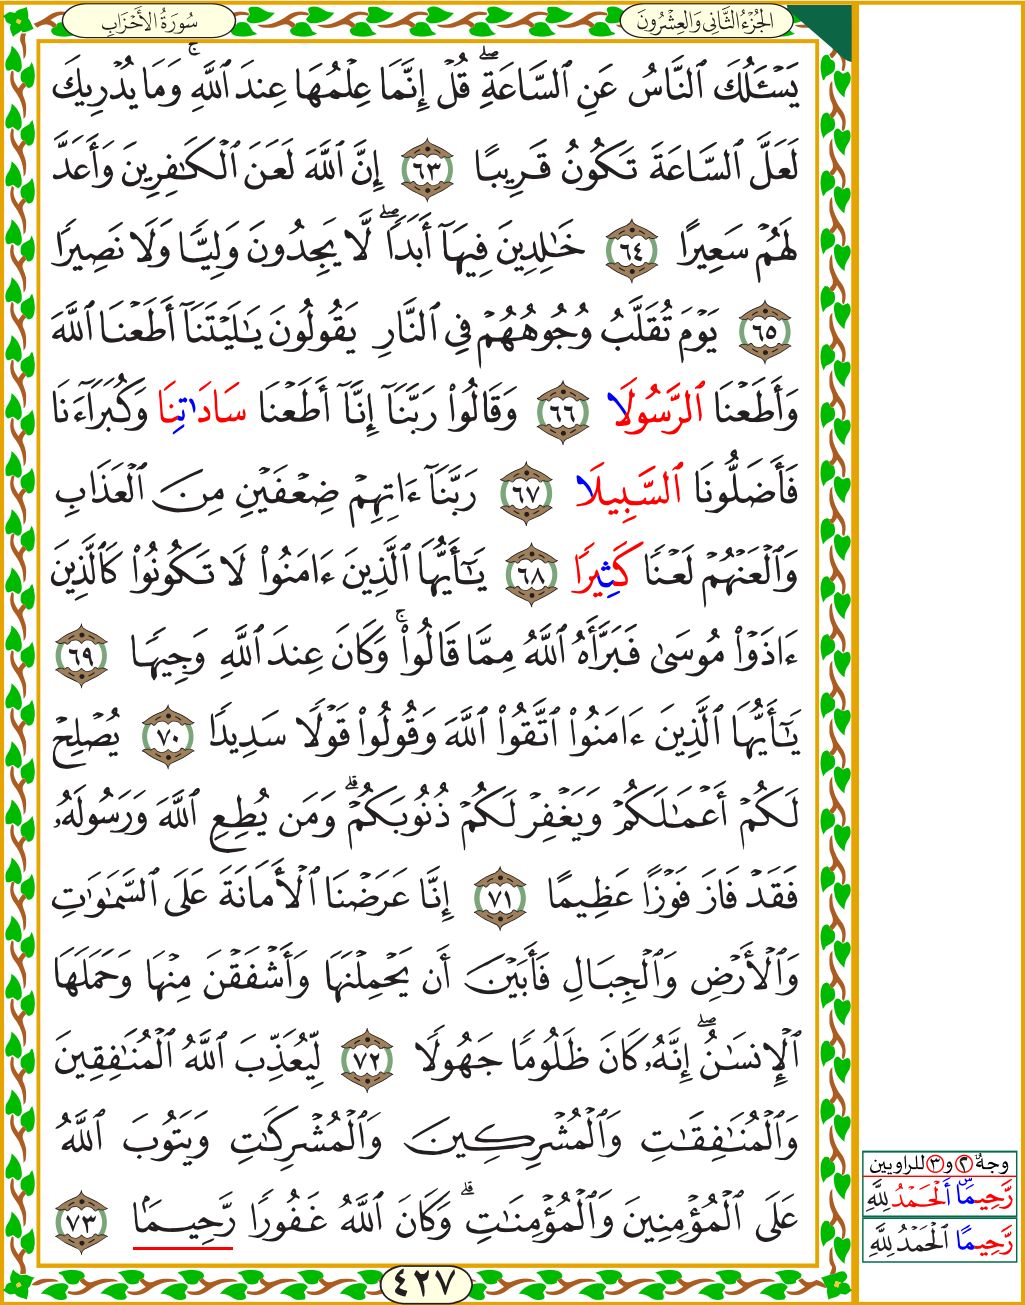 الجُزْءُ الثَّانِي وَالعِشْرُونَ
سُورَةُ الأَحْزَابِ
يَسْـَٔلُكَ ٱلنَّاسُ عَنِ ٱلسَّاعَةِۖ قُلْ إِنَّمَا عِلْمُهَا عِندَ ٱللَّهِۚ وَمَا يُدْرِيكَ
لَعَلَّ ٱلسَّاعَةَ تَكُونُ قَرِيبًا ٦٣ إِنَّ ٱللَّهَ لَعَنَ ٱلْكَـٰفِرِينَ وَأَعَدَّ
لَهُمْ سَعِيرًا ٦٤ خَـٰلِدِينَ فِيهَآ أَبَدًاۖ لَّا يَجِدُونَ وَلِيًّا وَلَا نَصِيرًا
٦٥ يَوْمَ تُقَلَّبُ وُجُوهُهُمْ فِي ٱلنَّارِ يَقُولُونَ يَـٰلَيْتَنَآ أَطَعْنَا ٱللَّهَ
وَأَطَعْنَا ٱلرَّسُولَا ٦٦ وَقَالُوا۟ رَبَّنَآ إِنَّآ أَطَعْنَا سَادَٰتِنَا وَكُبَرَآءَنَا
فَأَضَلُّونَا ٱلسَّبِيلَا ٦٧ رَبَّنَآ ءَاتِهِمْ ضِعْفَيْنِ مِنَ ٱلْعَذَابِ
وَٱلْعَنْهُمْ لَعْنًا كَثِيرًا ٦٨ يَـٰٓأَيُّهَا ٱلَّذِينَ ءَامَنُوا۟ لَا تَكُونُوا۟ كَٱلَّذِينَ
ءَاذَوْا۟ مُوسَىٰ فَبَرَّأَهُ ٱللَّهُ مِمَّا قَالُوا۟ۚ وَكَانَ عِندَ ٱللَّهِ وَجِيهًا ٦٩
يَـٰٓأَيُّهَا ٱلَّذِينَ ءَامَنُوا۟ ٱتَّقُوا۟ ٱللَّهَ وَقُولُوا۟ قَوْلًا سَدِيدًا ٧٠ يُصْلِحْ
لَكُمْ أَعْمَـٰلَكُمْ وَيَغْفِرْ لَكُمْ ذُنُوبَكُمْۗ وَمَن يُطِعِ ٱللَّهَ وَرَسُولَهُۥ
فَقَدْ فَازَ فَوْزًا عَظِيمًا ٧١ إِنَّا عَرَضْنَا ٱلْأَمَانَةَ عَلَى ٱلسَّمَـٰوَٰتِ
وَٱلْأَرْضِ وَٱلْجِبَالِ فَأَبَيْنَ أَن يَحْمِلْنَهَا وَأَشْفَقْنَ مِنْهَا وَحَمَلَهَا
ٱلْإِنسَـٰنُۖ إِنَّهُۥ كَانَ ظَلُومًا جَهُولًا ٧٢ لِّيُعَذِّبَ ٱللَّهُ ٱلْمُنَـٰفِقِينَ
وَٱلْمُنَـٰفِقَـٰتِ وَٱلْمُشْرِكِينَ وَٱلْمُشْرِكَـٰتِ وَيَتُوبَ ٱللَّهُ
عَلَى ٱلْمُؤْمِنِينَ وَٱلْمُؤْمِنَـٰتِۗ وَكَانَ ٱللَّهُ غَفُورًا رَّحِيمًا ٧٣
٤٢٧
وجهٌ ٢ و ٣ للراويين
رَّحِيمًا ٱَلْحَمْدُ لِلَّهِ
رَّحِيمًا ٱلْحَمْدُ لِلَّهِ